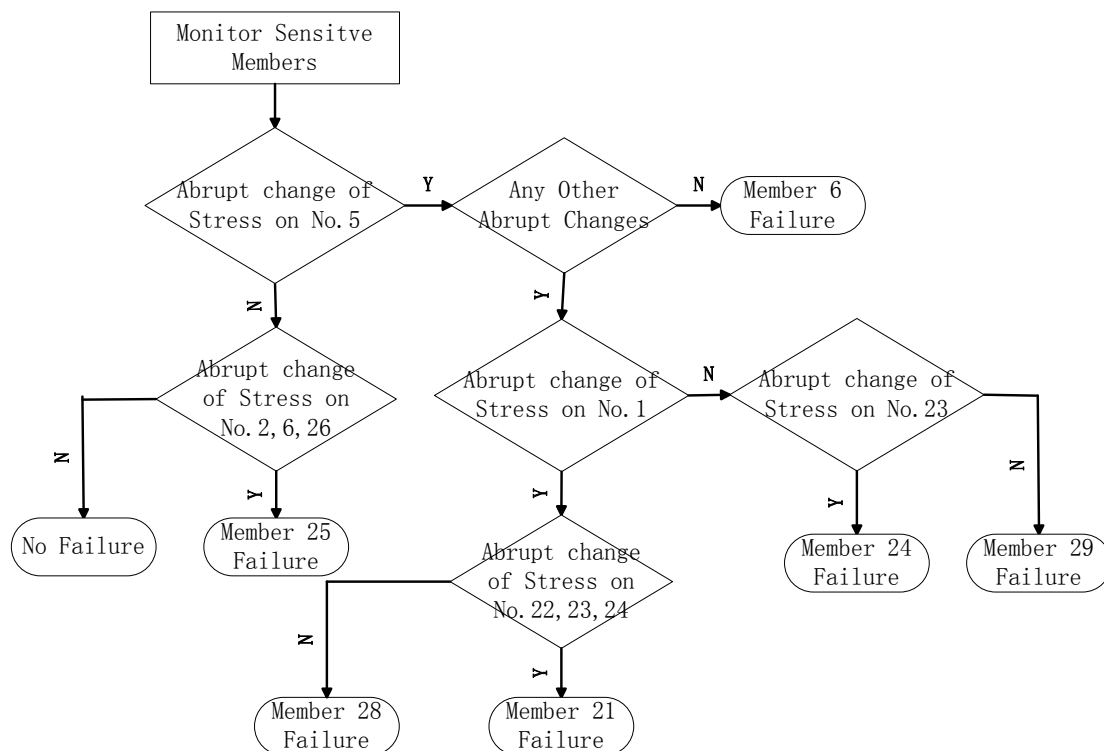 Monitor Sensitve
Members
Abrupt change of
Stress on No.5
Y
Any Other
Abrupt Changes
N
Member 6
Failure
N
Y
Abrupt change
of Stress on
No.2,6,26
Abrupt change of
Stress on No.1
N
Abrupt change of
Stress on No.23
N
Y
Y
Y
N
No Failure
Member 25
Failure
Abrupt change
of Stress on
No.22,23,24
Member 24
Failure
Member 29
Failure
N
Y
Member 28
Failure
Member 21
Failure